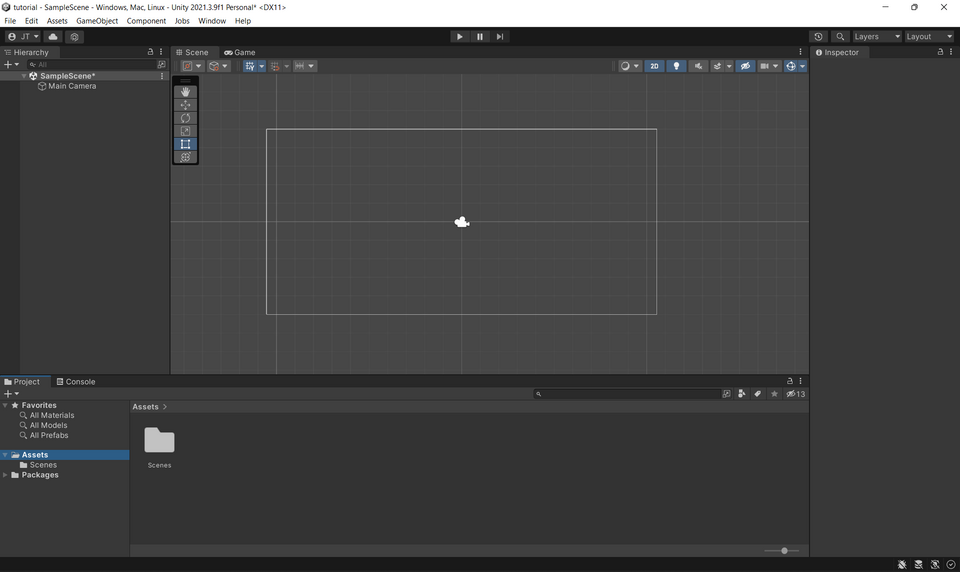 tutorial - SampleScene - Windows, Mac, Linux - Unity 2021.3.9f1 Personal* <DX11>
File Edit Assets GameObject Component Jobs Window Help
JT Layers Layout
Hierarchy Scene Game Inspector
All
2D
SampleScene*
Main Camera
Project Console
13
Favorites Assets
All Materials
All Models
All Prefabs
Assets
Scenes Scenes
Packages